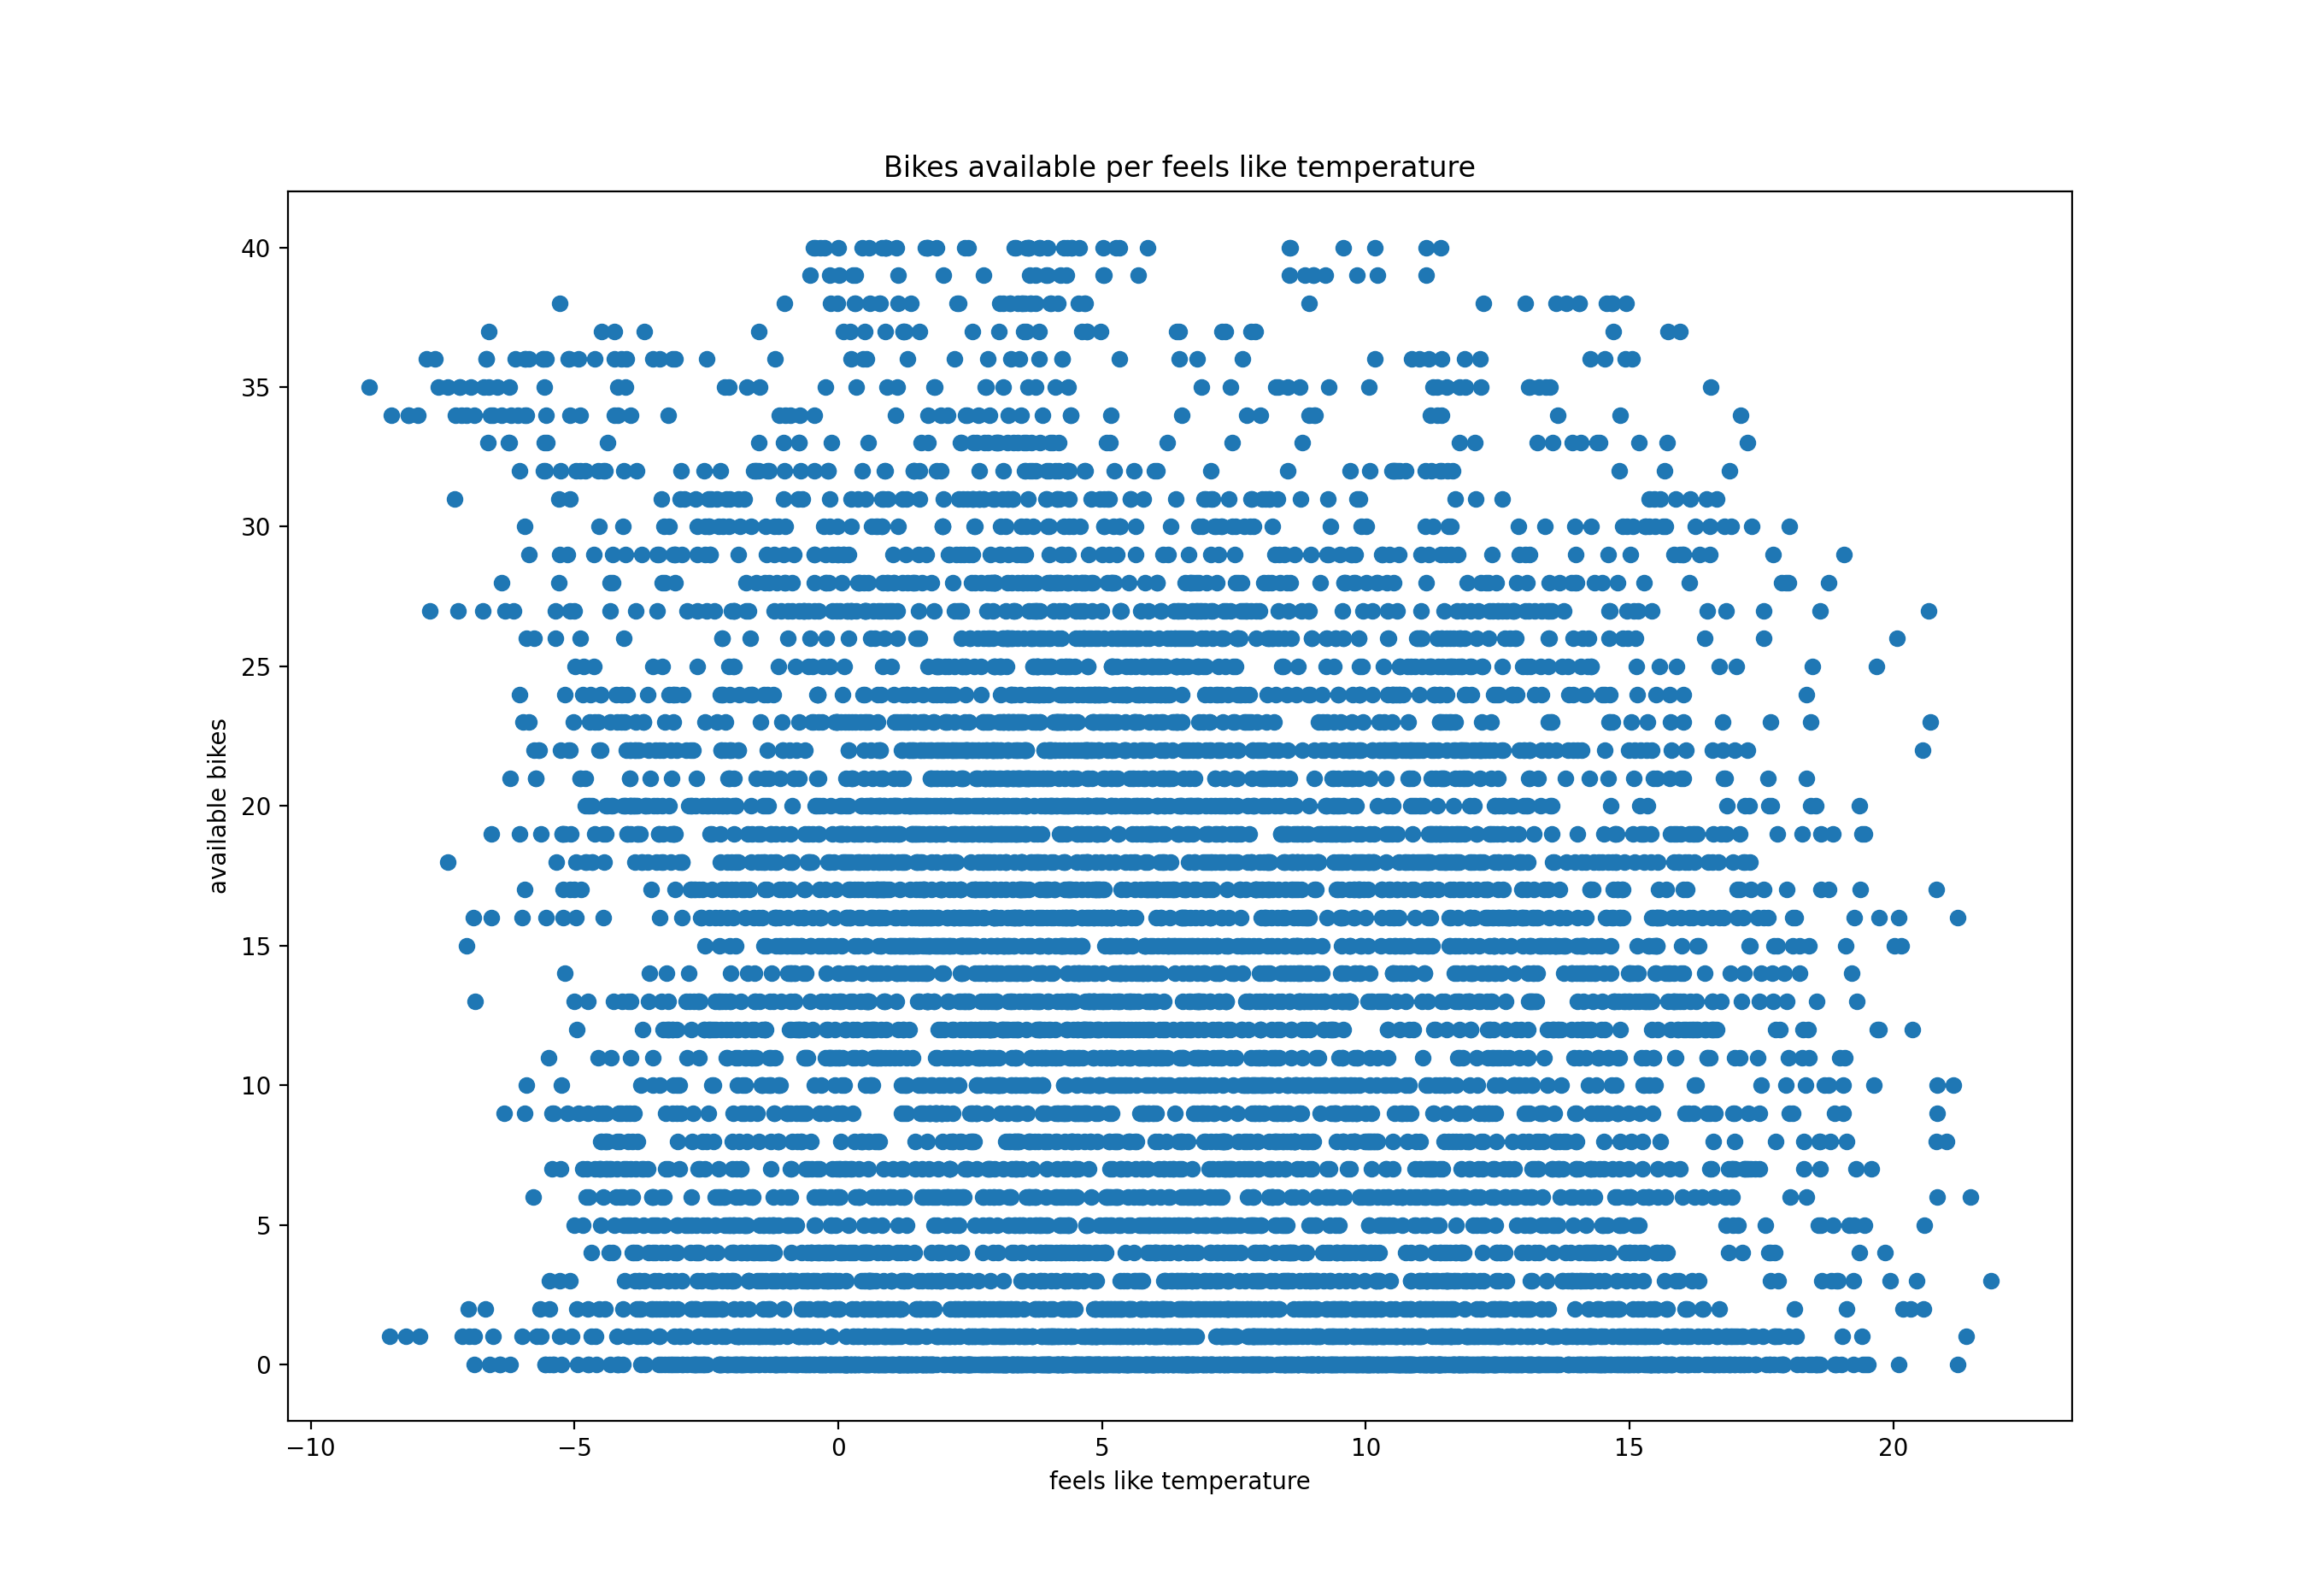 Bikes available per feels like temperature
40
35
30
25
20
15
10
5
0
available bikes
−10 −5 0 5 10 15 20
feels like temperature